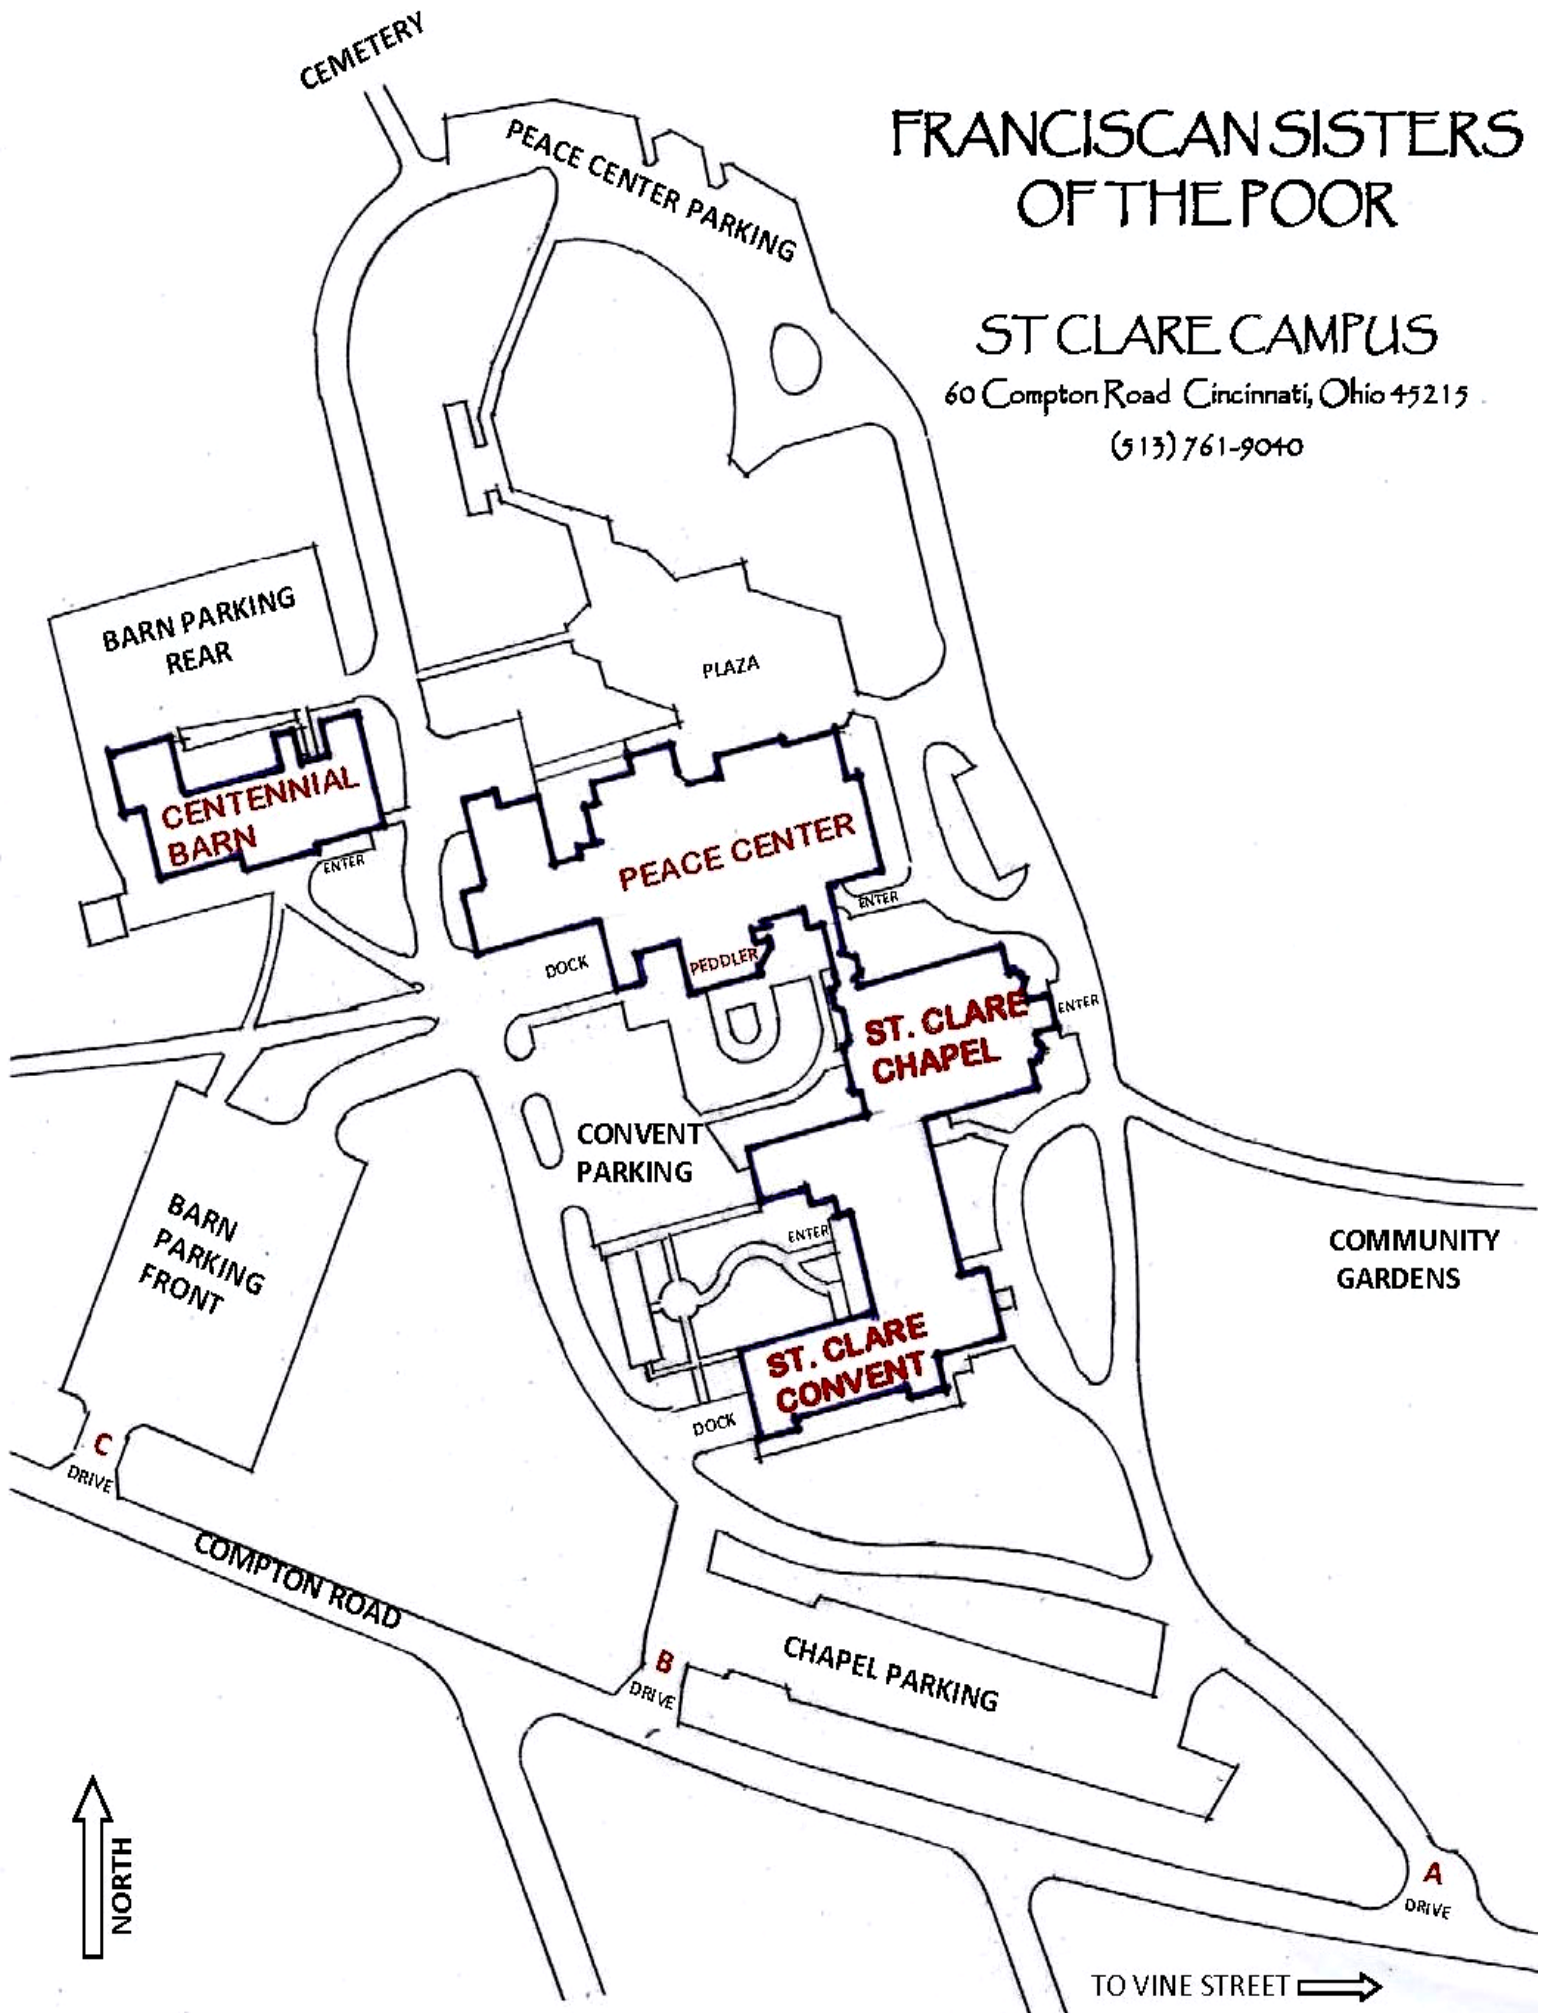 CEMETERY
PEACE CENTER PARKING
FRANCISCAN SISTERS
OF THE POOR
ST CLARE CAMPUS
60 Compton Road Cincinnati, Ohio 45215
(513) 761-9040
BARN PARKING
REAR
PLAZA
CENTENNIAL
BARN
ENTER
PEACE CENTER
ENTER
DOCK
PEDDLER
ST. CLARE
CHAPEL
ENTER
CONVENT
PARKING
BARN
PARKING
FRONT
ENTER
COMMUNITY
GARDENS
ST. CLARE
CONVENT
DOCK
C
DRIVE
COMPTON ROAD
B
DRIVE
CHAPEL PARKING
A
DRIVE
NORTH
TO VINE STREET